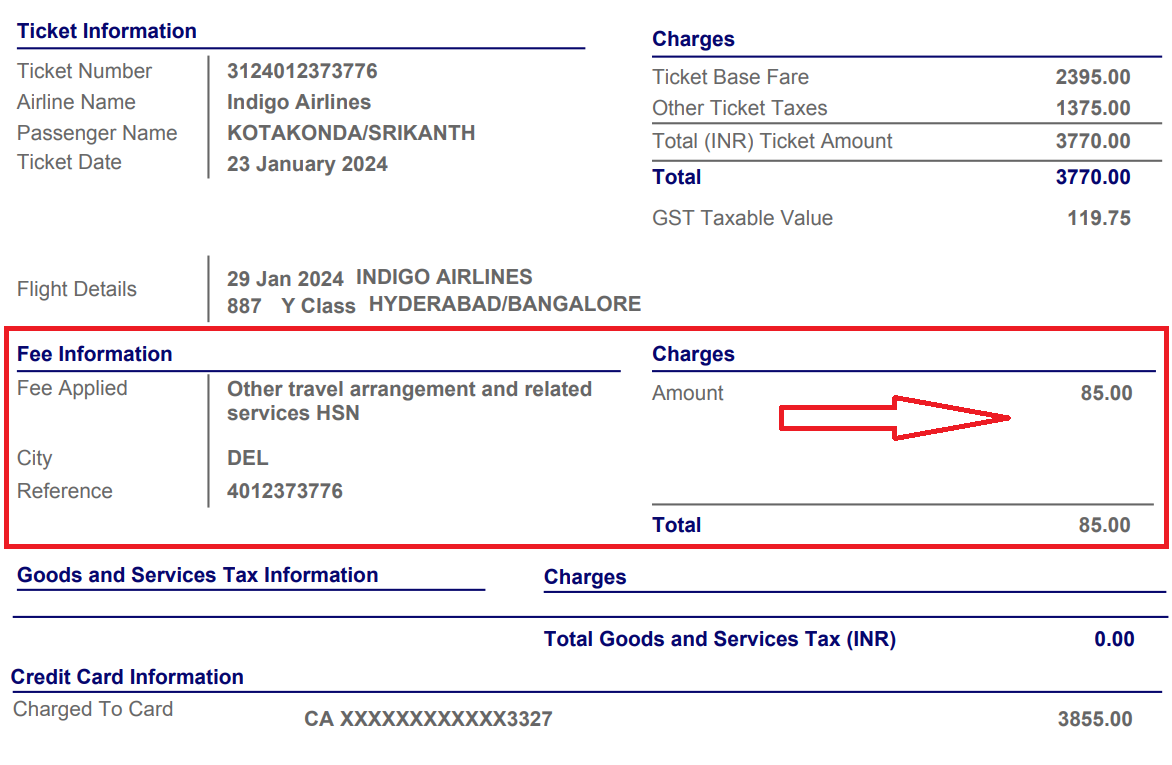 Ticket Information
Ticket Number 3124012373776
Airline Name Indigo Airlines
Passenger Name KOTAKONDA/SRIKANTH
Ticket Date 23 January 2024
Charges
Ticket Base Fare 2395.00
Other Ticket Taxes 1375.00
Total (INR) Ticket Amount 3770.00
Total 3770.00
GST Taxable Value 119.75
Flight Details 29 Jan 2024 INDIGO AIRLINES
887 Y Class HYDERABAD/BANGALORE
Fee Information
Fee Applied Other travel arrangement and related
services HSN
City DEL
Reference 4012373776
Charges
Amount 85.00
Total 85.00
Goods and Services Tax Information
Charges
Total Goods and Services Tax (INR) 0.00
Credit Card Information
Charged To Card CA XXXXXXXXXXXX3327 3855.00